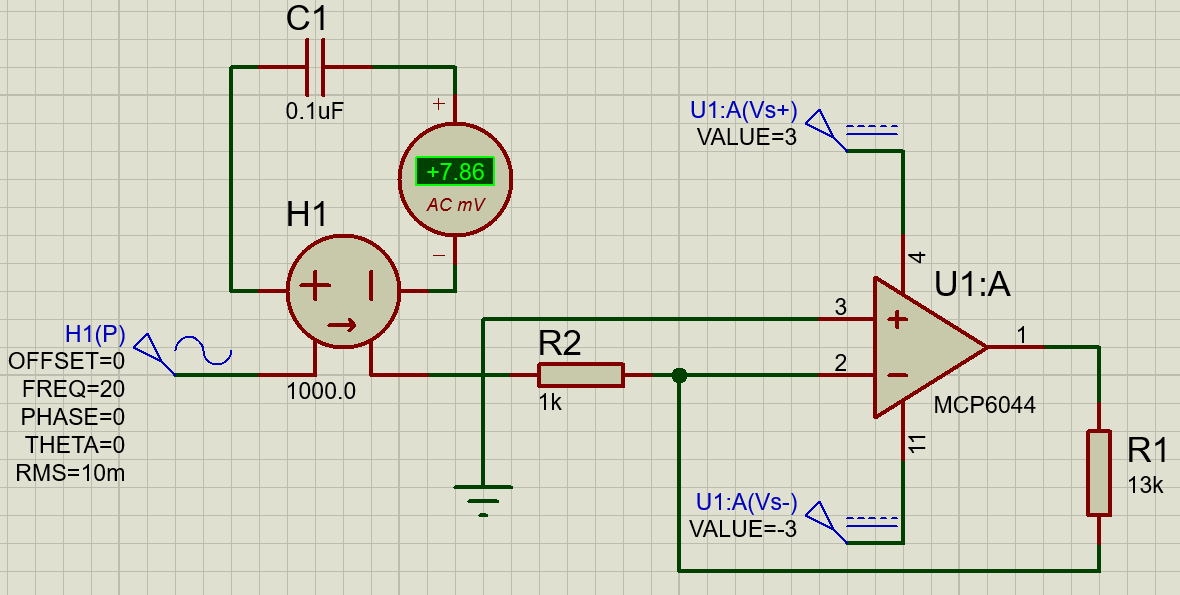 C1
0.1uF
+
+7.86
AC mV
−
H1
1000.0
H1(P)
OFFSET=0
FREQ=20
PHASE=0
THETA=0
RMS=10m
R2
1k
U1:A(Vs+)
VALUE=3
4
U1:A
3
2
1
MCP6044
11
U1:A(Vs-)
VALUE=-3
R1
13k